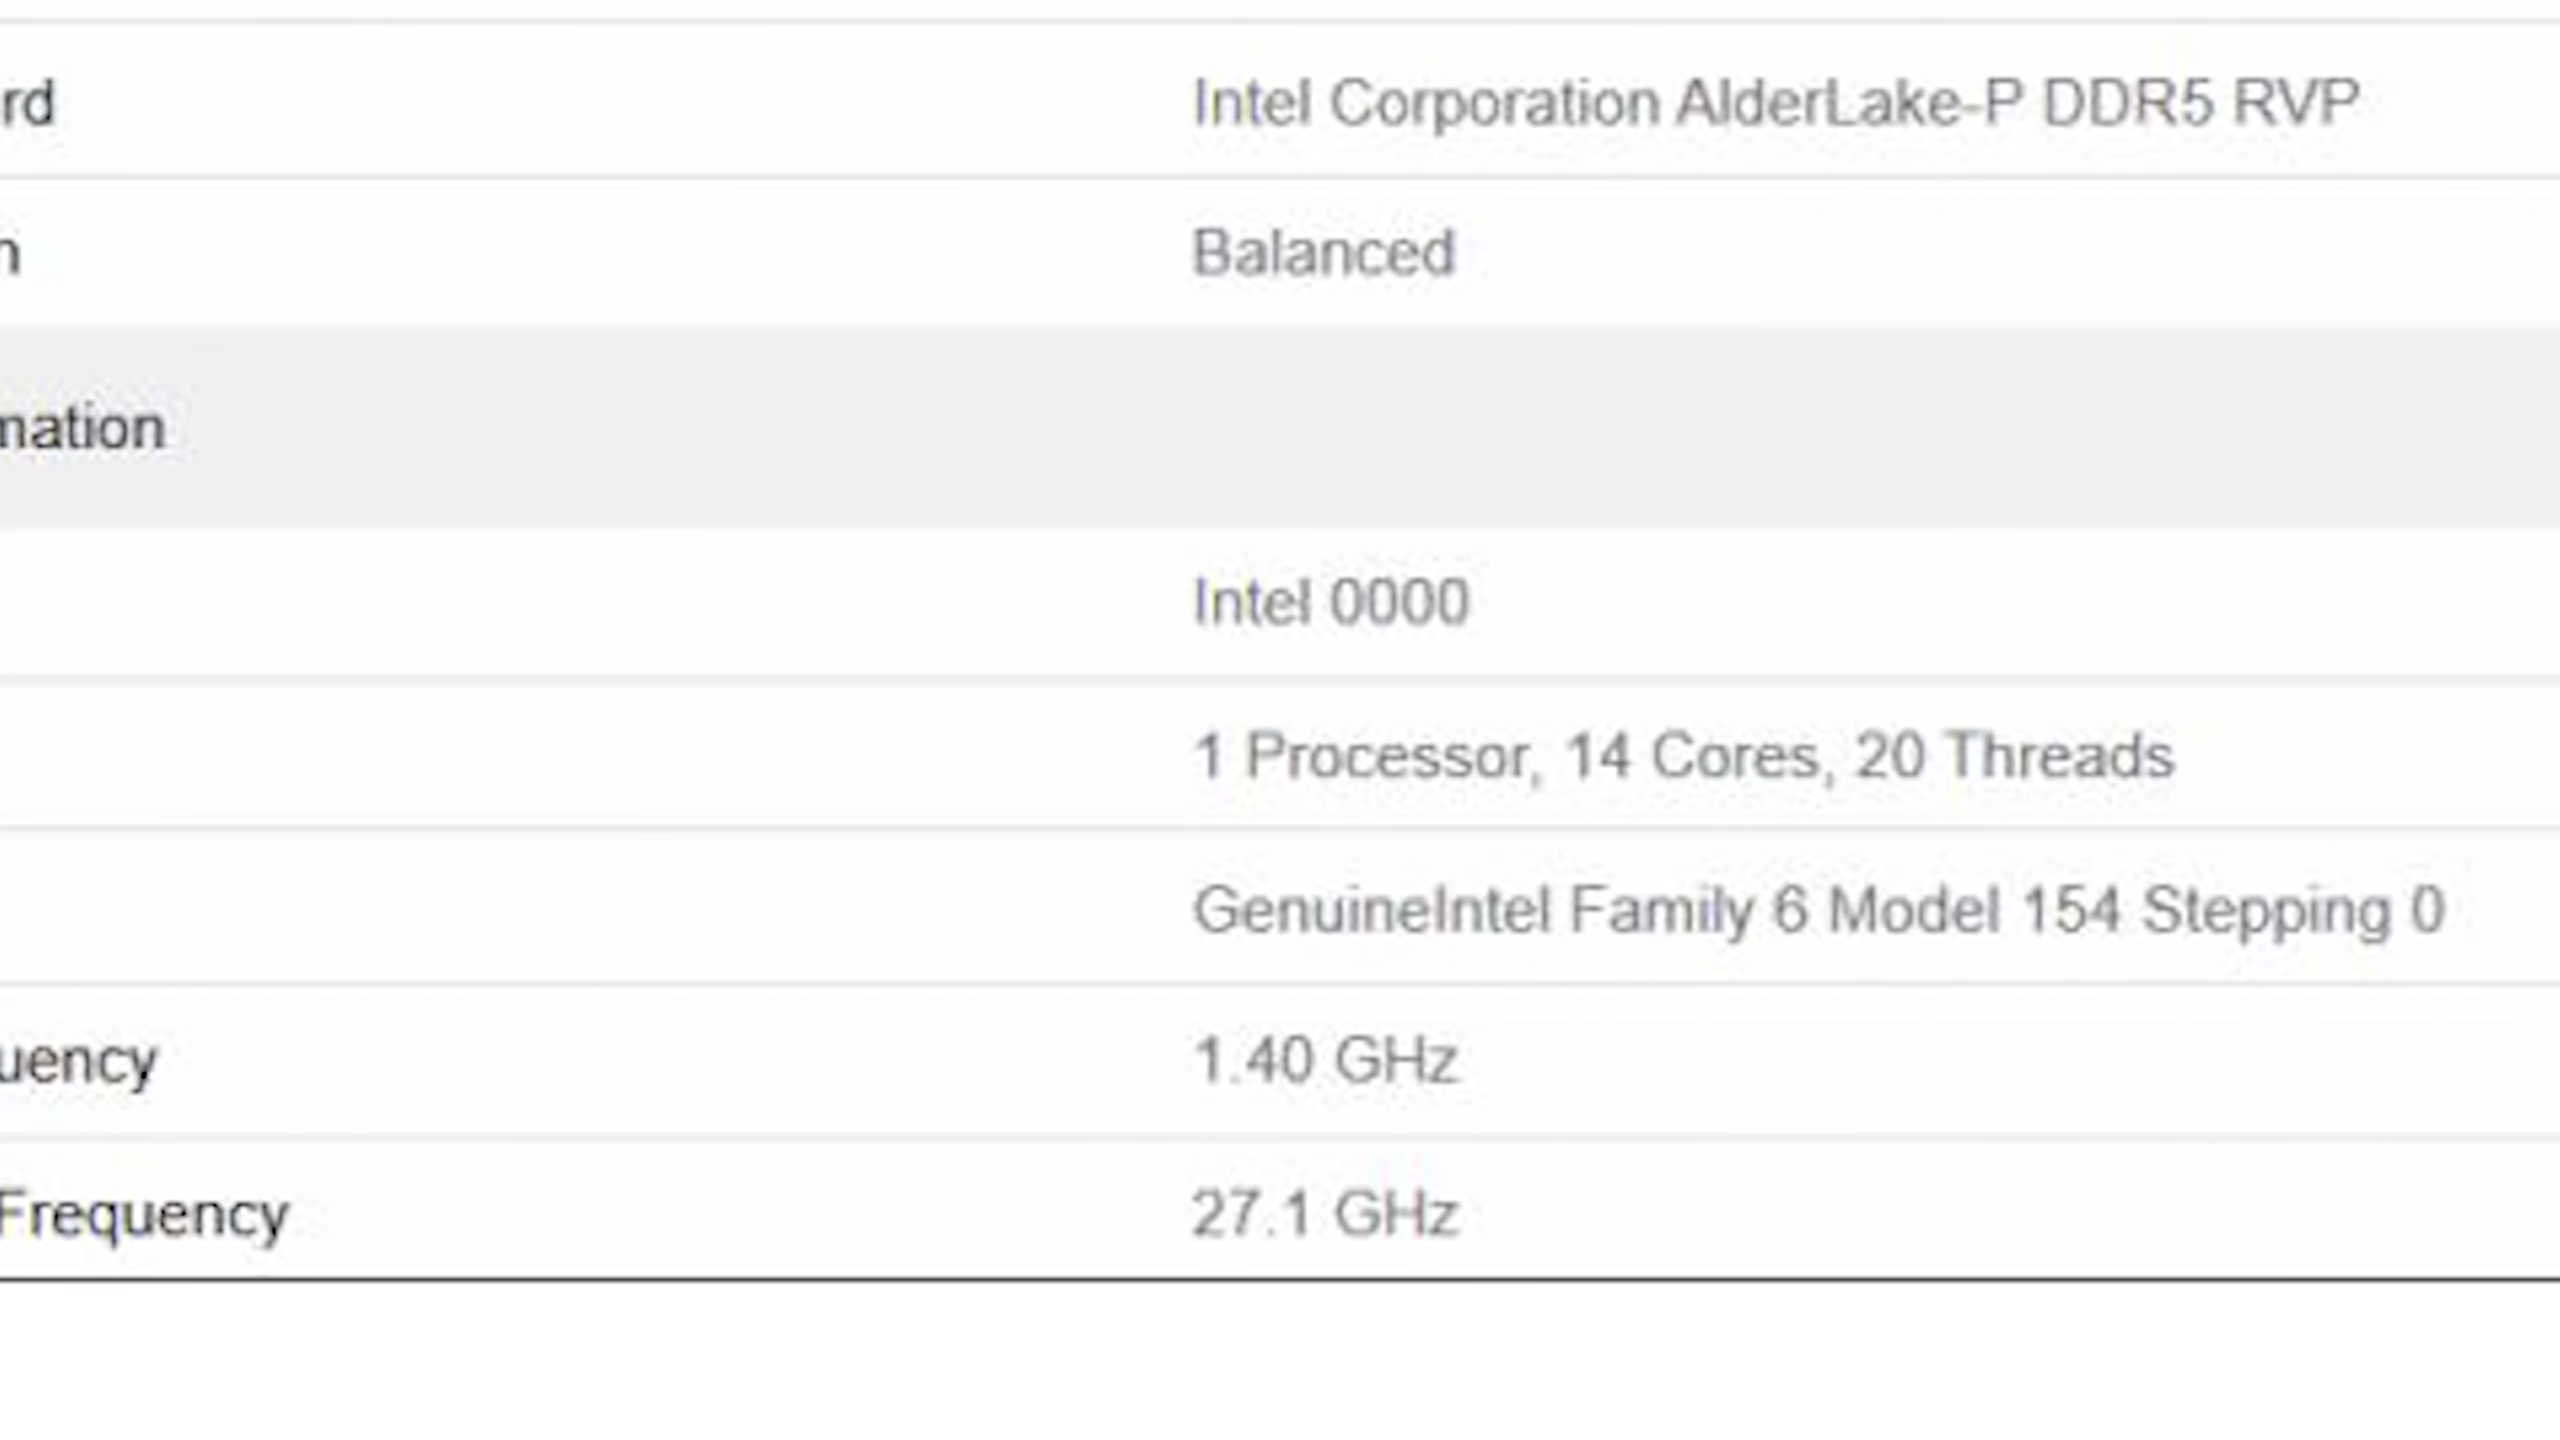 rd Intel Corporation AlderLake-P DDR5 RVP
n Balanced
mation
Intel 0000
1 Processor, 14 Cores, 20 Threads
GenuineIntel Family 6 Model 154 Stepping 0
uency 1.40 GHz
Frequency 27.1 GHz